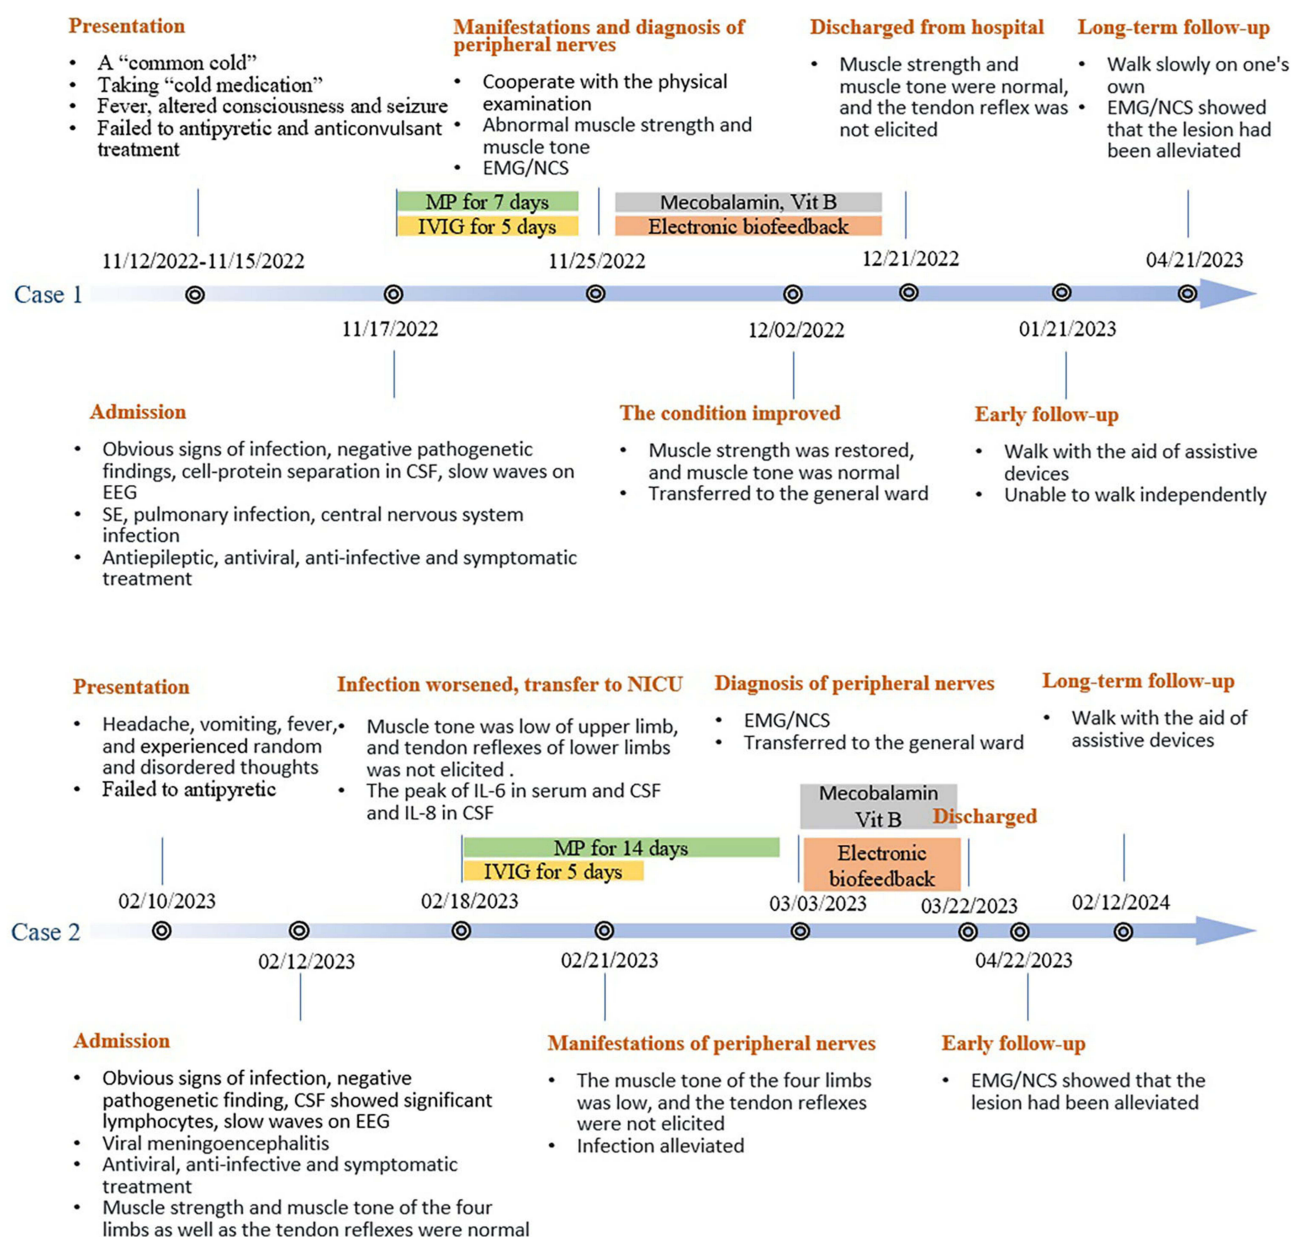 Presentation
• A “common cold”
• Taking “cold medication”
• Fever, altered consciousness and seizure
• Failed to antipyretic and anticonvulsant
treatment
Manifestations and diagnosis of
peripheral nerves
• Cooperate with the physical
examination
• Abnormal muscle strength and
muscle tone
• EMG/NCS
Discharged from hospital
• Muscle strength and
muscle tone were normal,
and the tendon reflex was
not elicited
Long-term follow-up
• Walk slowly on one's
own
• EMG/NCS showed
that the lesion had
been alleviated
MP for 7 days
IVIG for 5 days
Mecobalamin, Vit B
Electronic biofeedback
11/12/2022-11/15/2022
11/25/2022
12/21/2022
04/21/2023
Case 1
11/17/2022
12/02/2022
01/21/2023
Admission
• Obvious signs of infection, negative pathogenetic
findings, cell-protein separation in CSF, slow waves on
EEG
• SE, pulmonary infection, central nervous system
infection
• Antiepileptic, antiviral, anti-infective and symptomatic
treatment
The condition improved
• Muscle strength was restored,
and muscle tone was normal
• Transferred to the general ward
Early follow-up
• Walk with the aid of assistive
devices
• Unable to walk independently
Presentation
• Headache, vomiting, fever,
and experienced random
and disordered thoughts
• Failed to antipyretic
Infection worsened, transfer to NICU
• Muscle tone was low of upper limb,
and tendon reflexes of lower limbs
was not elicited .
• The peak of IL-6 in serum and CSF
and IL-8 in CSF
Diagnosis of peripheral nerves
• EMG/NCS
• Transferred to the general ward
Long-term follow-up
• Walk with the aid of
assistive devices
MP for 14 days
IVIG for 5 days
Mecobalamin
Vit B
Electronic
biofeedback
Discharged
02/10/2023
02/18/2023
03/03/2023
03/22/2023
02/12/2024
Case 2
02/12/2023
02/21/2023
04/22/2023
Admission
• Obvious signs of infection, negative
pathogenetic finding, CSF showed significant
lymphocytes, slow waves on EEG
• Viral meningoencephalitis
• Antiviral, anti-infective and symptomatic
treatment
• Muscle strength and muscle tone of the four
limbs as well as the tendon reflexes were normal
Manifestations of peripheral nerves
• The muscle tone of the four limbs
was low, and the tendon reflexes
were not elicited
• Infection alleviated
Early follow-up
• EMG/NCS showed that the
lesion had been alleviated